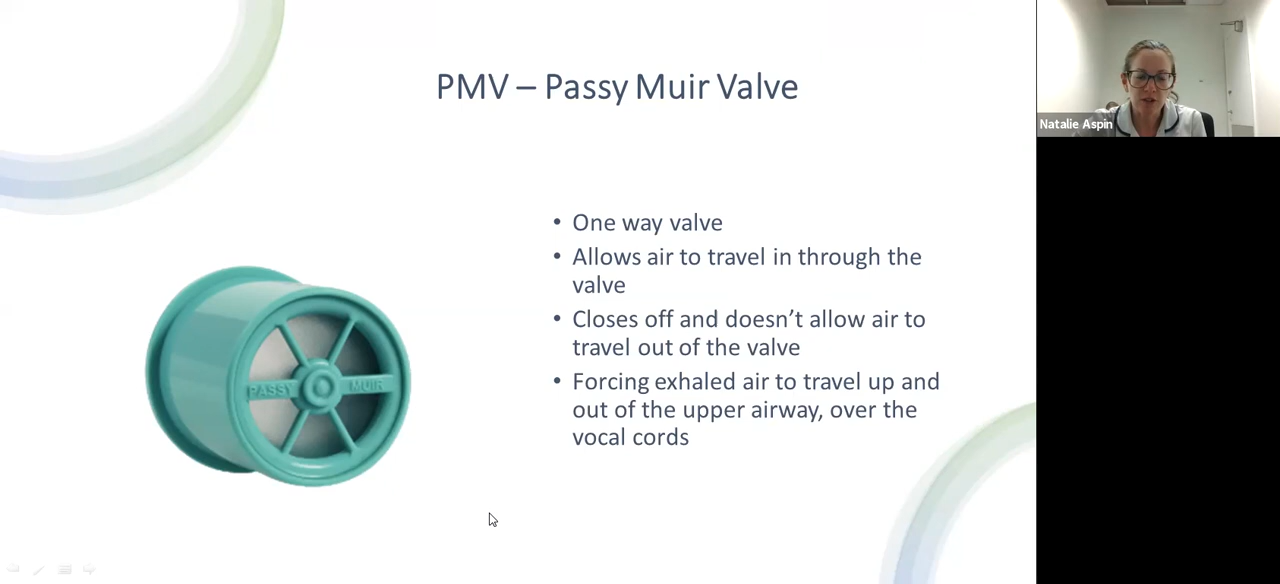 PMV – Passy Muir Valve
• One way valve
• Allows air to travel in through the
valve
• Closes off and doesn’t allow air to
travel out of the valve
• Forcing exhaled air to travel up and
out of the upper airway, over the
vocal cords
PASSY MUIR
Natalie Aspin